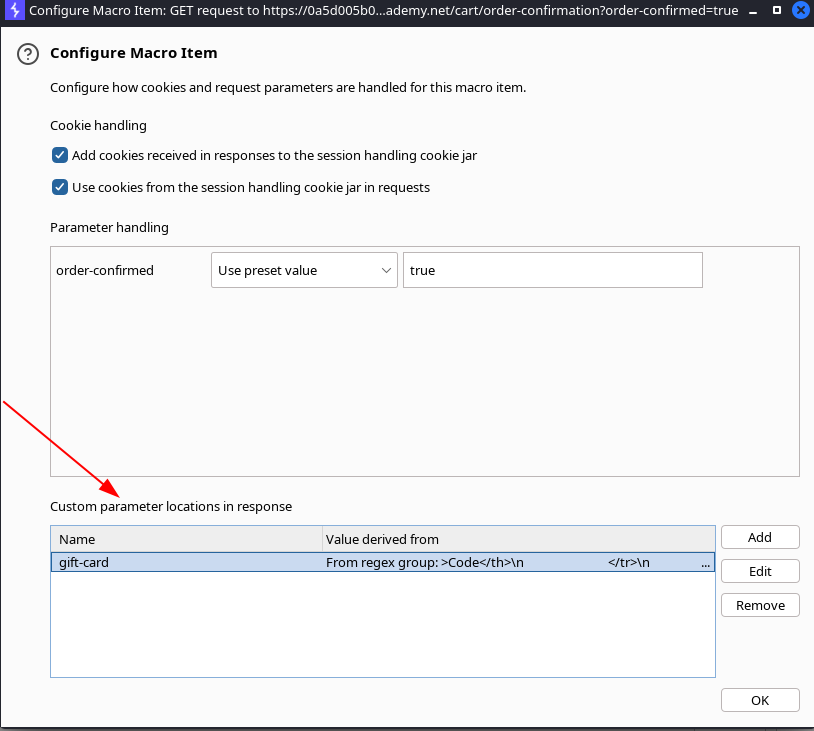 Configure Macro Item: GET request to https://0a5d005b0...ademy.net/cart/order-confirmation?order-confirmed=true
Configure Macro Item
Configure how cookies and request parameters are handled for this macro item.
Cookie handling
Add cookies received in responses to the session handling cookie jar
Use cookies from the session handling cookie jar in requests
Parameter handling
order-confirmed Use preset value true
Custom parameter locations in response
Name Value derived from Add
gift-card From regex group: >Code</th>\n </tr>\n ...
Edit
Remove
OK